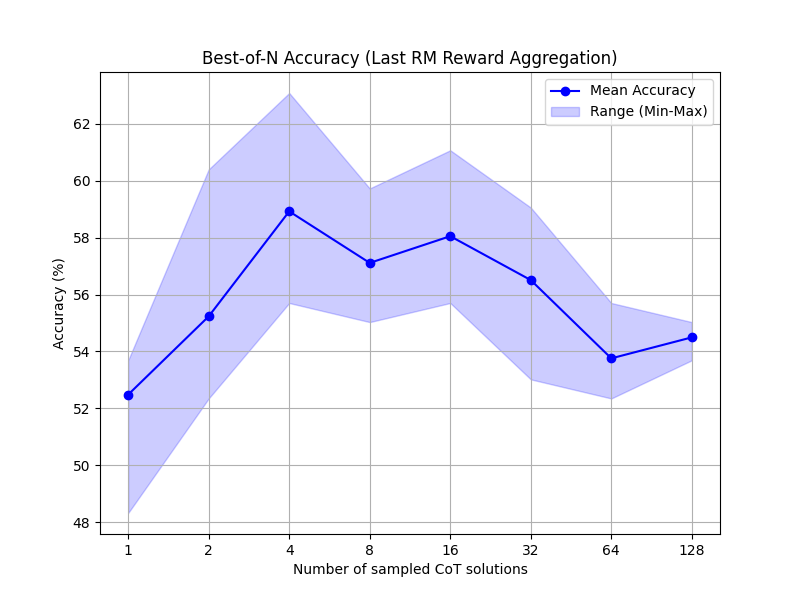 Best-of-N Accuracy (Last RM Reward Aggregation)
Mean Accuracy
Range (Min-Max)
Accuracy (%)
62
60
58
56
54
52
50
48
1 2 4 8 16 32 64 128
Number of sampled CoT solutions